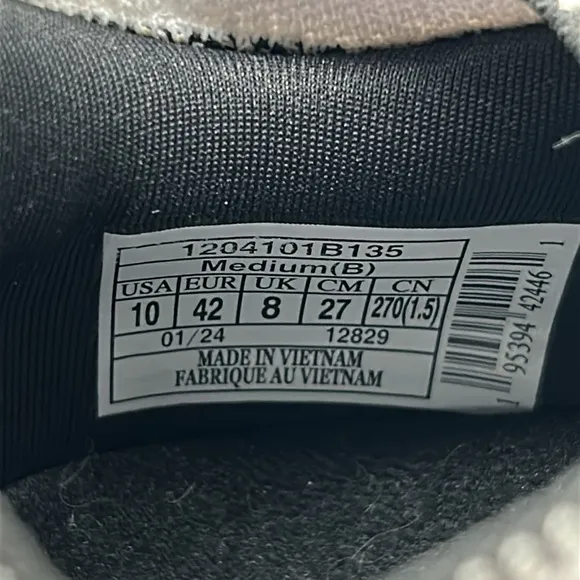 1204101B135
Medium(B)
USA EUR UK CM CN
10 42 8 27 270(1.5)
01/24 12829
MADE IN VIETNAM
FABRIQUE AU VIETNAM
1 95394 42446 1